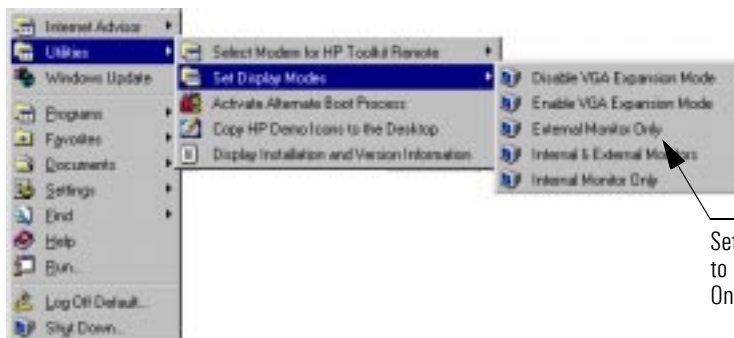 Internet Advisor
Utilities
Windows Update
Programs
Favorites
Documents
Settings
Find
Help
Run...
Log Off Default...
Shut Down...
Select Modem for HP Toolkit Remote
Set Display Modes
Activate Alternate Boot Process
Copy HP Demo Icons to the Desktop
Display Installation and Version Information
Disable VGA Expansion Mode
Enable VGA Expansion Mode
External Monitor Only
Internal & External Monitors
Internal Monitor Only
Set
to
On